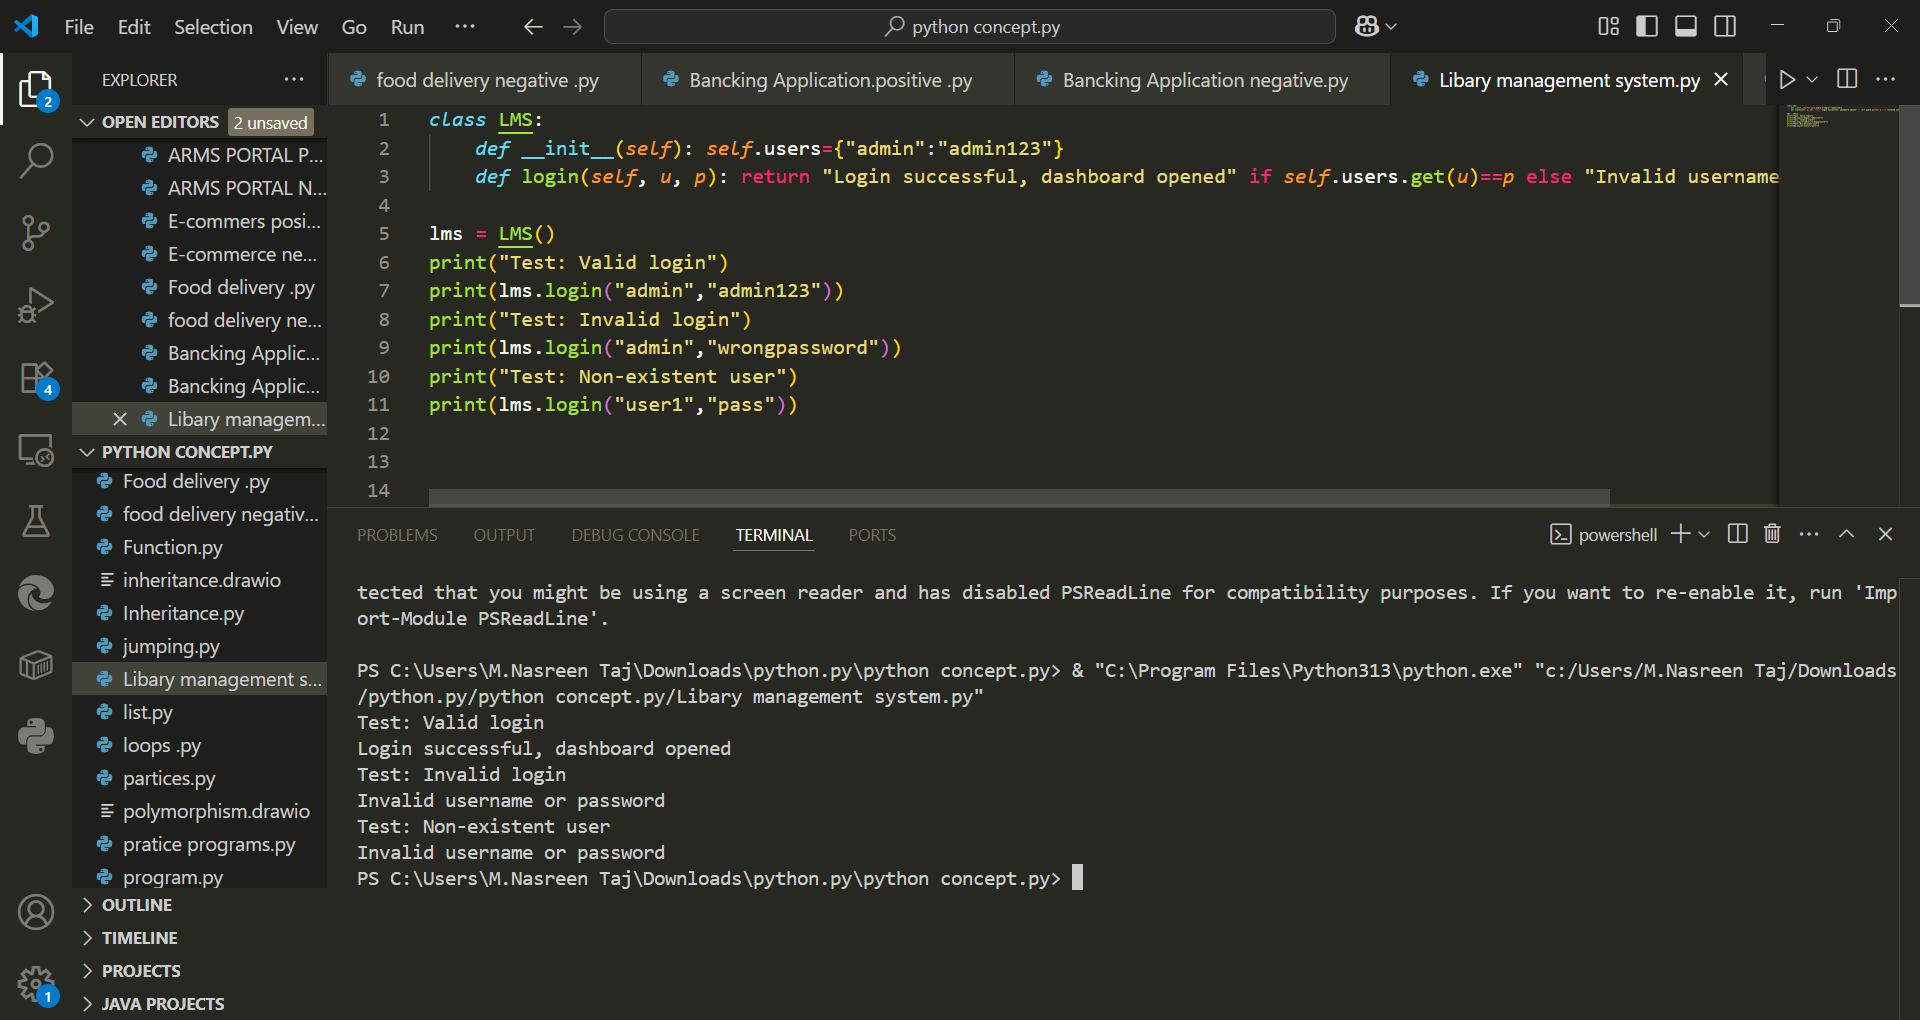 File Edit Selection View Go Run ···
python concept.py
EXPLORER ···
food delivery negative .py
Bancking Application.positive .py
Bancking Application negative.py
Libary management system.py
OPEN EDITORS 2 unsaved
ARMS PORTAL P...
ARMS PORTAL N...
E-commers posi...
E-commerce ne...
Food delivery .py
food delivery ne...
Bancking Applic...
Bancking Applic...
Libary managem...
PYTHON CONCEPT.PY
Food delivery .py
food delivery negativ...
Function.py
inheritance.drawio
Inheritance.py
jumping.py
Libary management s...
list.py
loops .py
partices.py
polymorphism.drawio
pratice programs.py
program.py
OUTLINE
TIMELINE
PROJECTS
JAVA PROJECTS
2
4
1
1 class LMS:
2 def __init__(self): self.users={"admin":"admin123"}
3 def login(self, u, p): return "Login successful, dashboard opened" if self.users.get(u)==p else "Invalid username
4
5 lms = LMS()
6 print("Test: Valid login")
7 print(lms.login("admin","admin123"))
8 print("Test: Invalid login")
9 print(lms.login("admin","wrongpassword"))
10 print("Test: Non-existent user")
11 print(lms.login("user1","pass"))
12
13
14
PROBLEMS OUTPUT DEBUG CONSOLE TERMINAL PORTS
powershell
tected that you might be using a screen reader and has disabled PSReadLine for compatibility purposes. If you want to re-enable it, run 'Imp
ort-Module PSReadLine'.
PS C:\Users\M.Nasreen Taj\Downloads\python.py\python concept.py> & "C:\Program Files\Python313\python.exe" "c:/Users/M.Nasreen Taj/Downloads
/python.py/python concept.py/Libary management system.py"
Test: Valid login
Login successful, dashboard opened
Test: Invalid login
Invalid username or password
Test: Non-existent user
Invalid username or password
PS C:\Users\M.Nasreen Taj\Downloads\python.py\python concept.py>